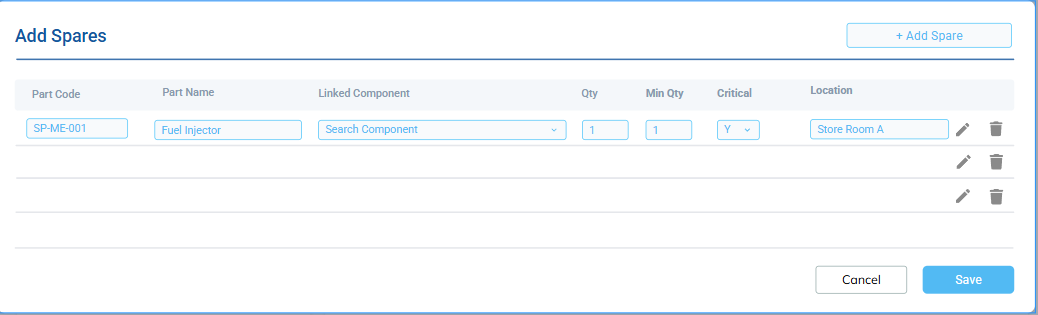 Add Spares
+ Add Spare
Part Code Part Name Linked Component Qty Min Qty Critical Location
SP-ME-001 Fuel Injector Search Component 1 1 Y Store Room A
Cancel Save